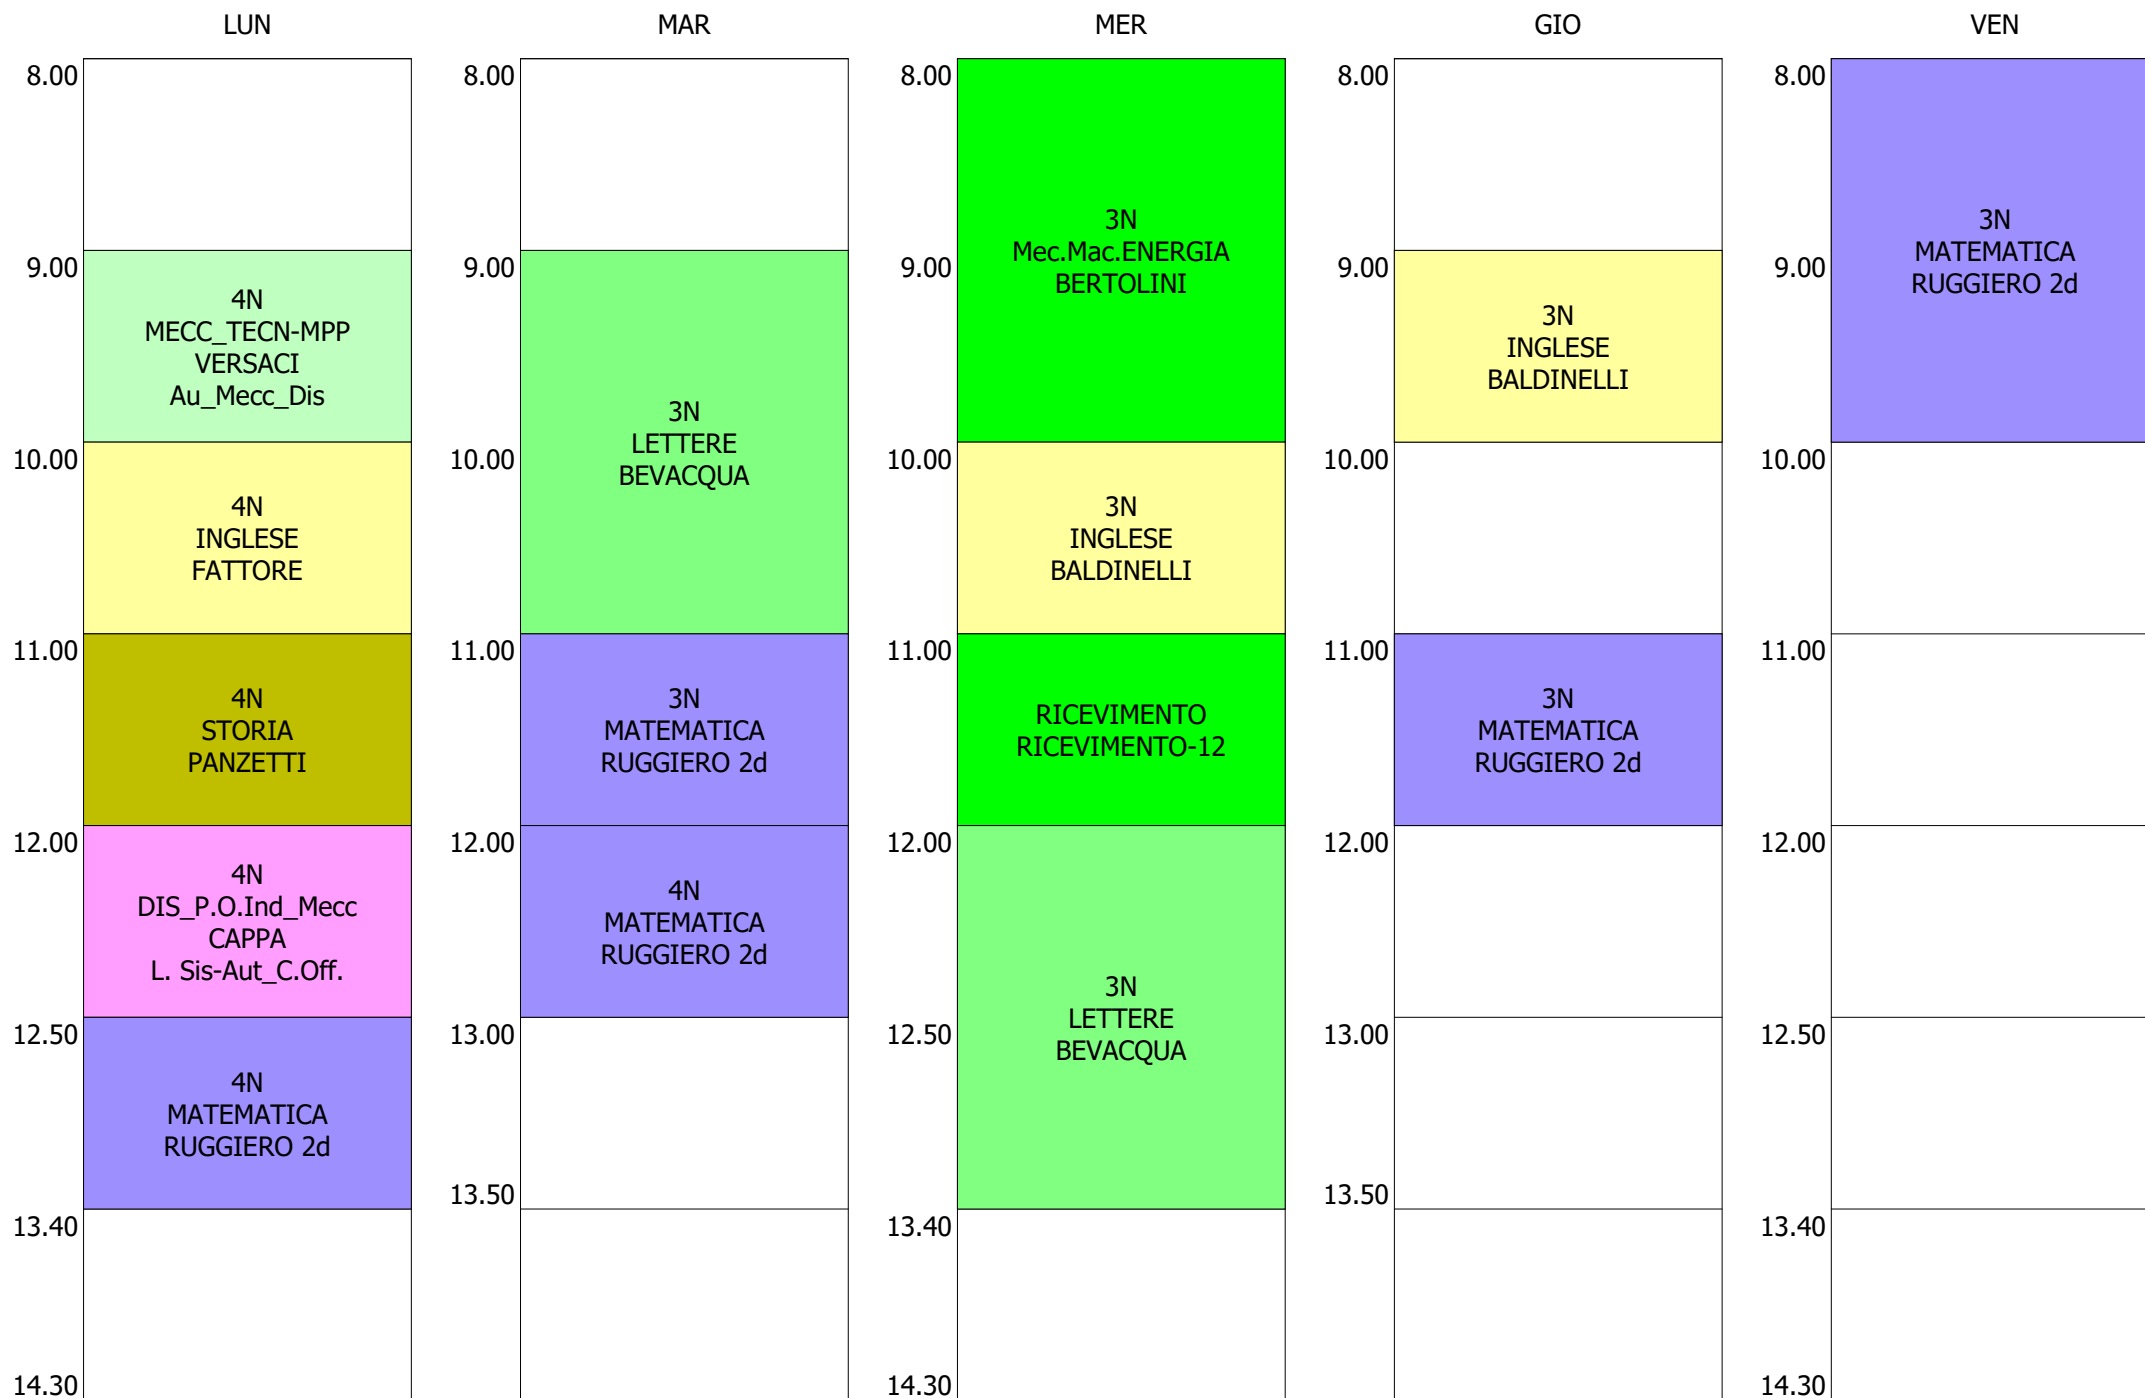 LUN
MAR
MER
GIO
VEN
8.00
9.00
10.00
11.00
12.00
12.50
13.40
14.30
4N
MECC_TECN-MPP
VERSACI
Au_Mecc_Dis
4N
INGLESE
FATTORE
4N
STORIA
PANZETTI
4N
DIS_P.O.Ind_Mecc
CAPPA
L. Sis-Aut_C.Off.
4N
MATEMATICA
RUGGIERO 2d
8.00
9.00
10.00
11.00
12.00
13.00
13.50
3N
LETTERE
BEVACQUA
3N
MATEMATICA
RUGGIERO 2d
4N
MATEMATICA
RUGGIERO 2d
8.00
9.00
10.00
11.00
12.00
12.50
13.40
14.30
3N
Mec.Mac.ENERGIA
BERTOLINI
3N
INGLESE
BALDINELLI
RICEVIMENTO
RICEVIMENTO-12
3N
LETTERE
BEVACQUA
8.00
9.00
10.00
11.00
12.00
13.00
13.50
3N
INGLESE
BALDINELLI
3N
MATEMATICA
RUGGIERO 2d
8.00
9.00
10.00
11.00
12.00
12.50
13.40
14.30
3N
MATEMATICA
RUGGIERO 2d